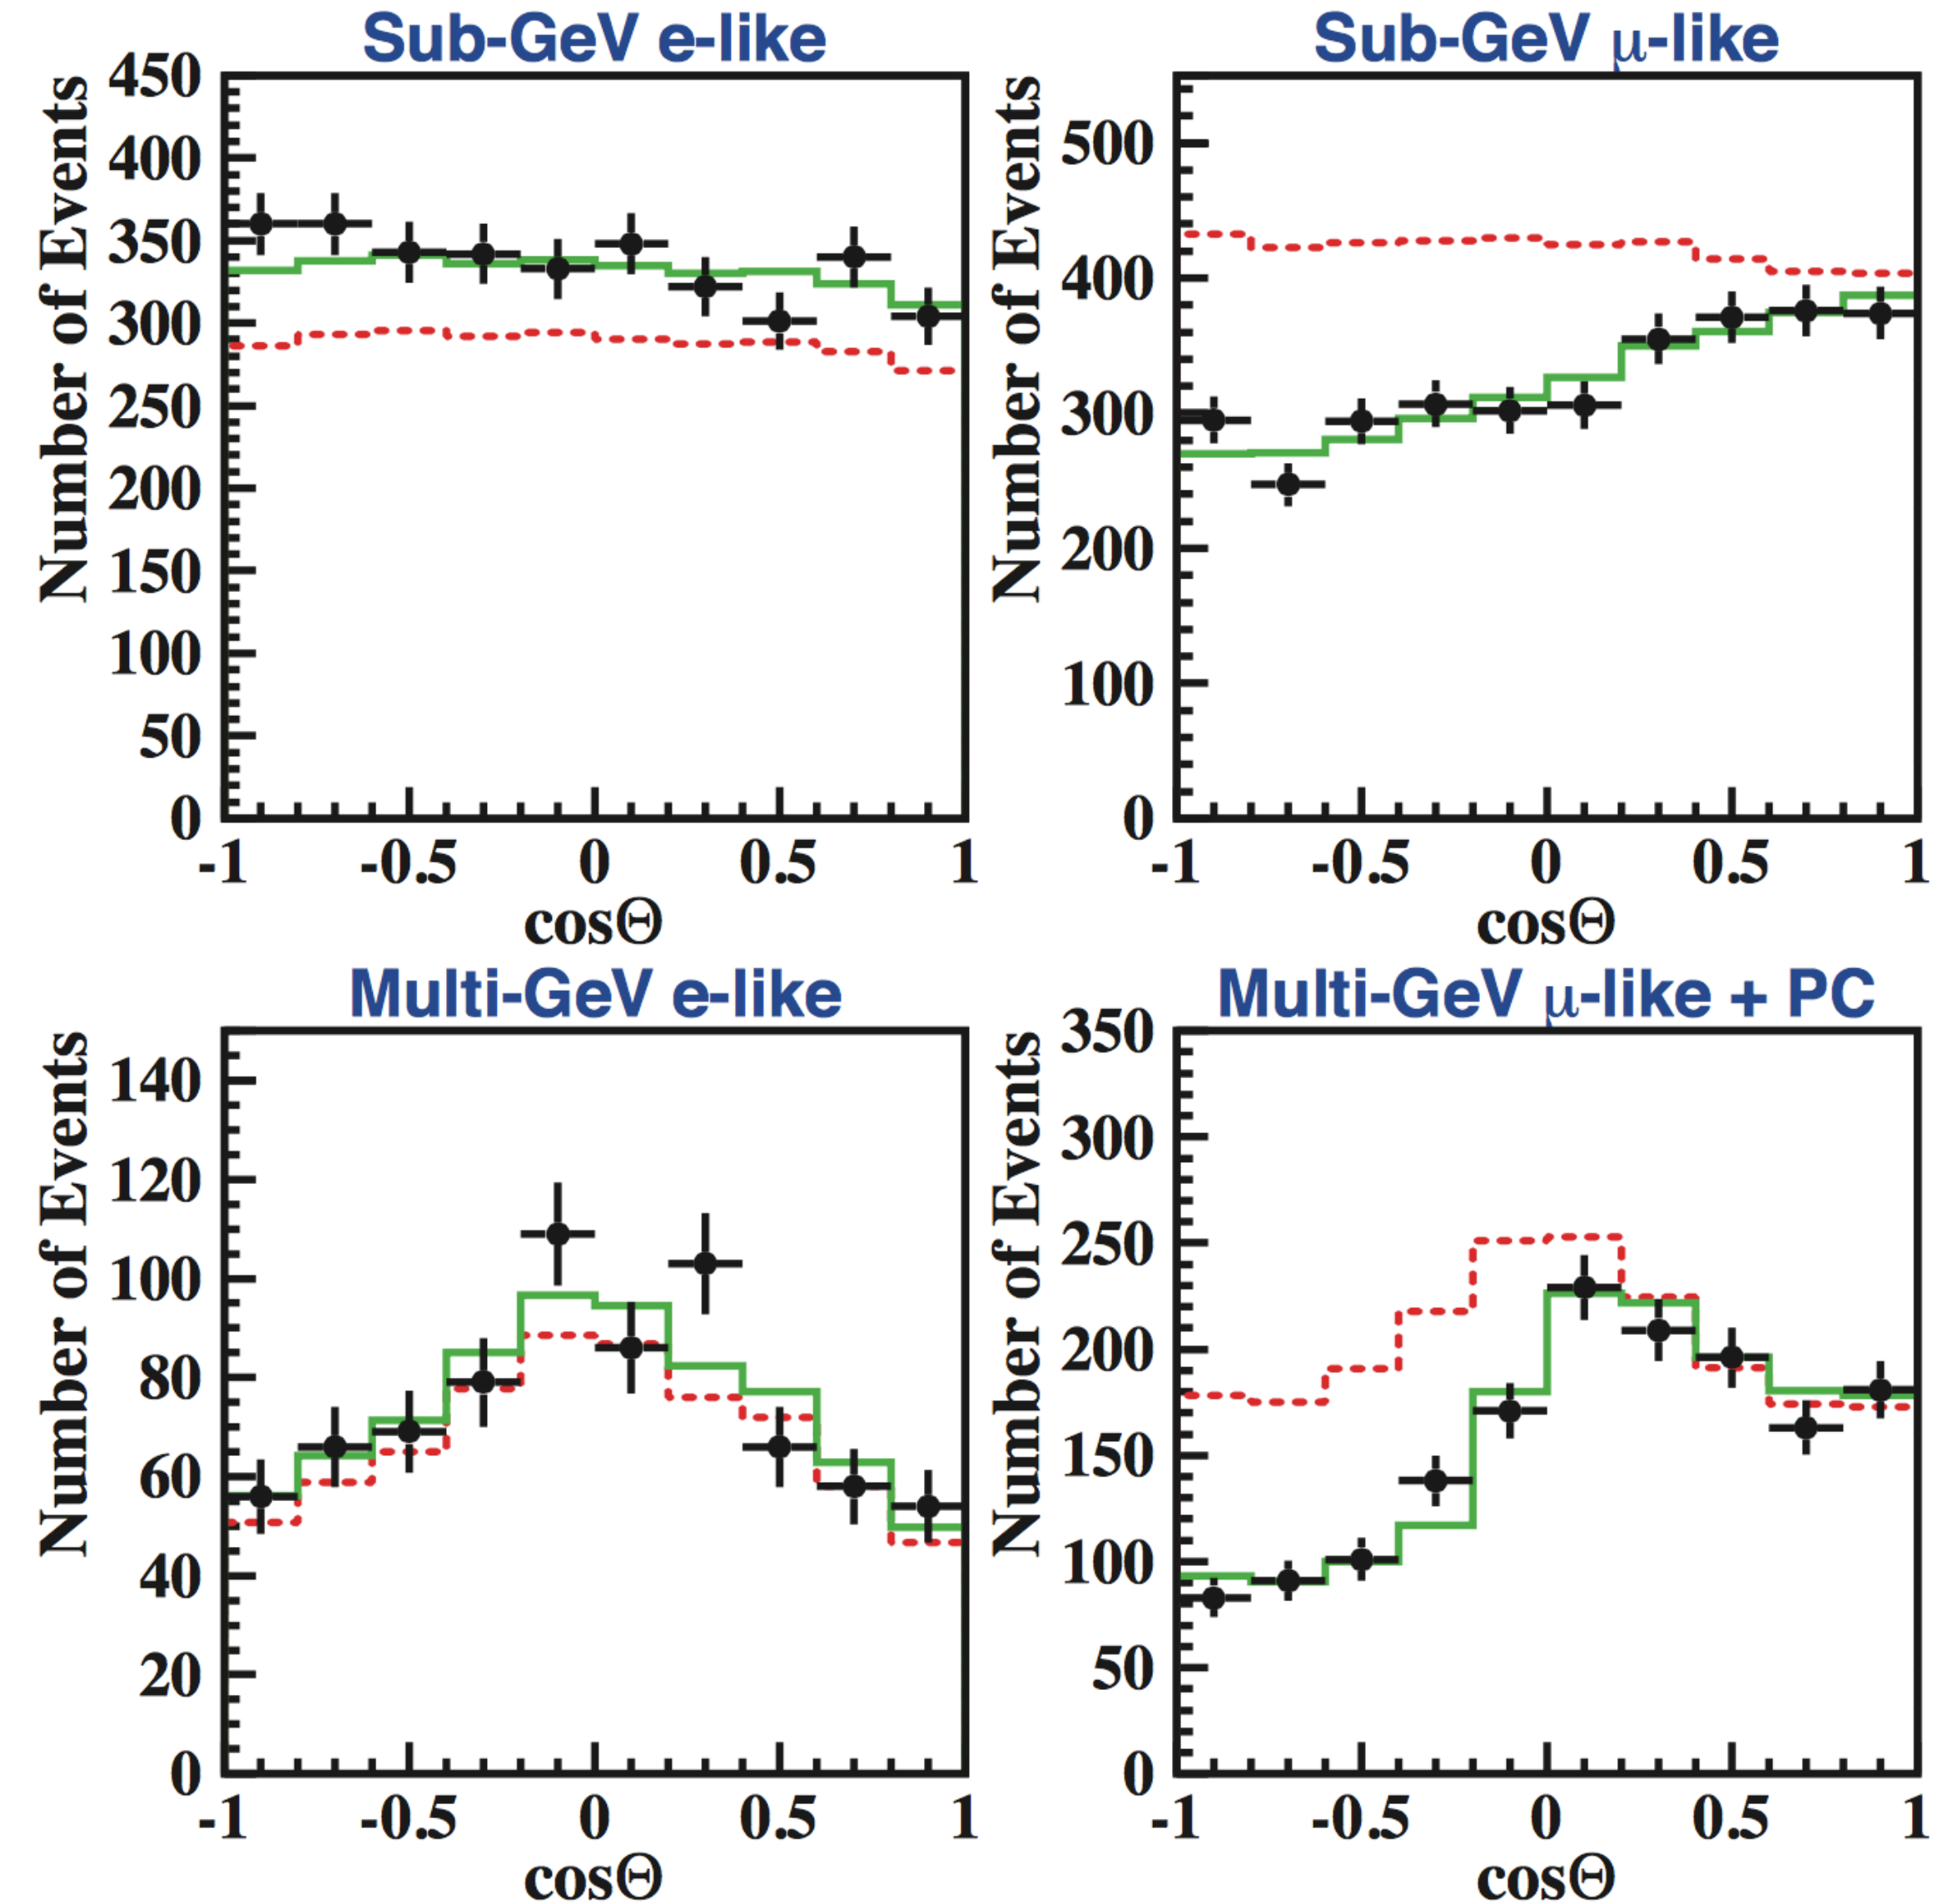 Sub-GeV e-like
Number of Events
450
400
350
300
250
200
150
100
50
0
-1 -0.5 0 0.5 1
cosΘ
Sub-GeV μ-like
Number of Events
500
400
300
200
100
0
-1 -0.5 0 0.5 1
cosΘ
Multi-GeV e-like
Number of Events
140
120
100
80
60
40
20
0
-1 -0.5 0 0.5 1
cosΘ
Multi-GeV μ-like + PC
Number of Events
350
300
250
200
150
100
50
0
-1 -0.5 0 0.5 1
cosΘ